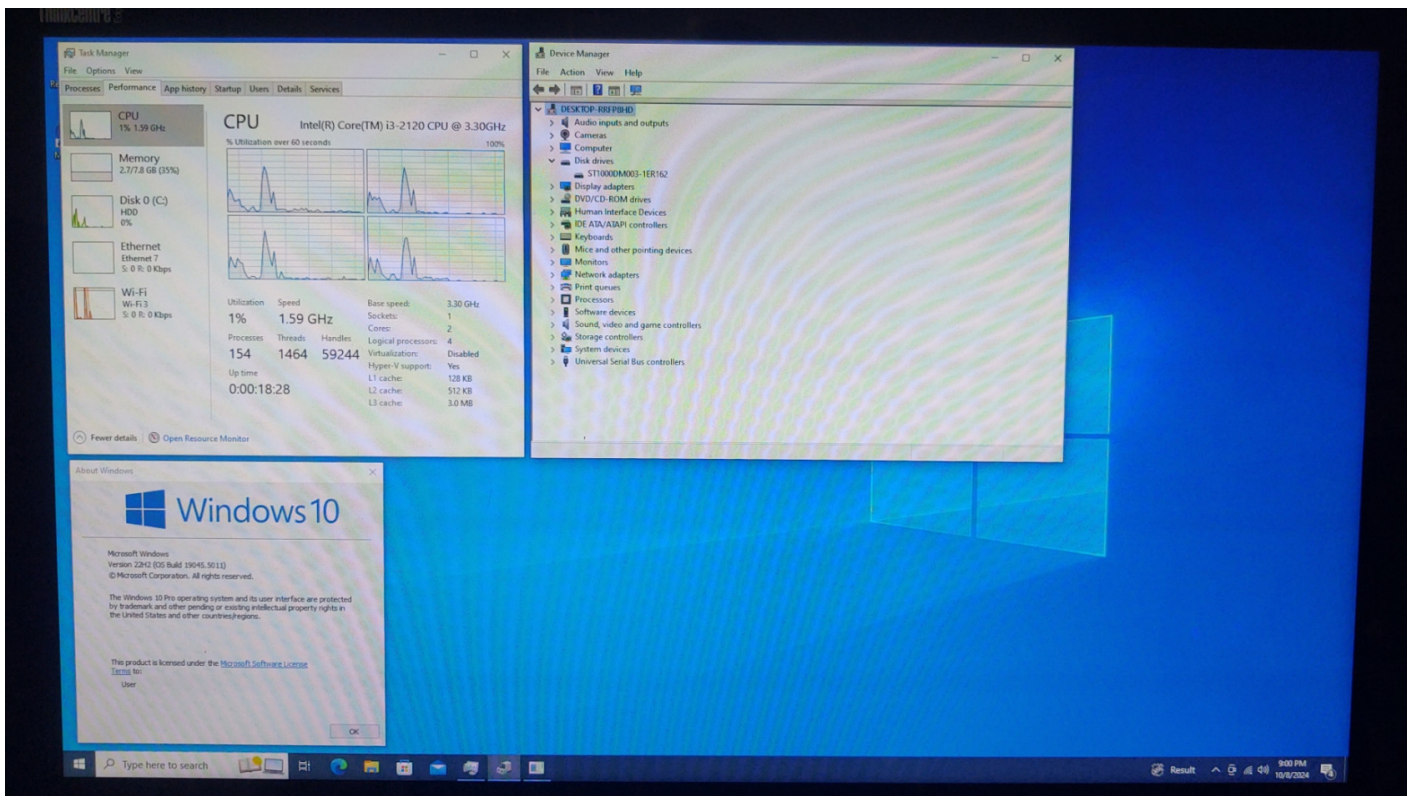 ThinkCentre
Task Manager
File Options View
Processes Performance App history Startup Users Details Services
CPU
1% 1.59 GHz
Memory
2.7/7.8 GB (35%)
Disk 0 (C:)
HDD
0%
Ethernet
Ethernet 7
S: 0 R: 0 Kbps
Wi-Fi
Wi-Fi 3
S: 0 R: 0 Kbps
CPU Intel(R) Core(TM) i3-2120 CPU @ 3.30GHz
% Utilization over 60 seconds 100%
Utilization Speed
1% 1.59 GHz
Processes Threads Handles
154 1464 59244
Up time
0:00:18:28
Base speed: 3.30 GHz
Sockets: 1
Cores: 2
Logical processors: 4
Virtualization: Disabled
Hyper-V support: Yes
L1 cache: 128 KB
L2 cache: 512 KB
L3 cache: 3.0 MB
Fewer details Open Resource Monitor
Device Manager
File Action View Help
DESKTOP-RRFP8HD
Audio inputs and outputs
Cameras
Computer
Disk drives
ST1000DM003-1ER162
Display adapters
DVD/CD-ROM drives
Human Interface Devices
IDE ATA/ATAPI controllers
Keyboards
Mice and other pointing devices
Monitors
Network adapters
Print queues
Processors
Software devices
Sound, video and game controllers
Storage controllers
System devices
Universal Serial Bus controllers
About Windows
Windows 10
Microsoft Windows
Version 22H2 (OS Build 19045.5011)
© Microsoft Corporation. All rights reserved.
The Windows 10 Pro operating system and its user interface are protected
by trademark and other pending or existing intellectual property rights in
the United States and other countries/regions.
This product is licensed under the Microsoft Software License
Terms to:
User
OK
Type here to search
Result
9:00 PM
10/8/2024